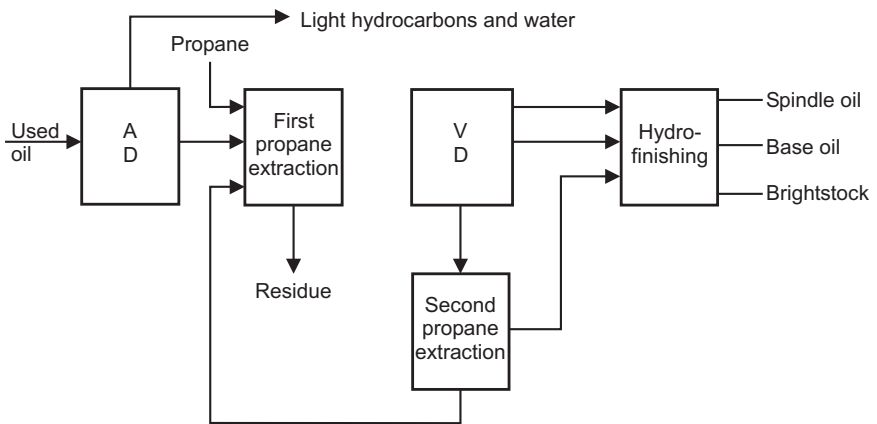 Light hydrocarbons and water
Propane
Used
oil
A
D
First
propane
extraction
V
D
Hydro-
finishing
Spindle oil
Base oil
Brightstock
Residue
Second
propane
extraction